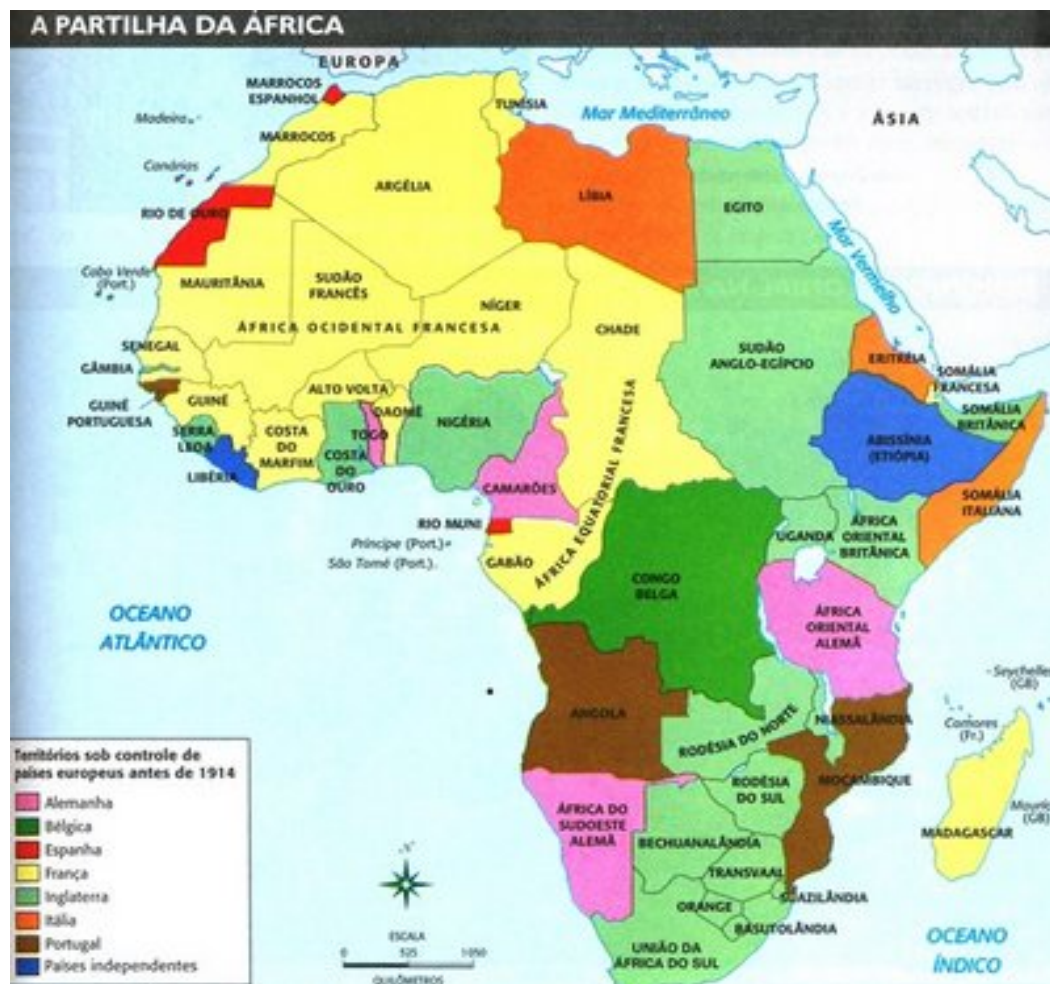 A PARTILHA DA ÁFRICA
EUROPA
MARROCOS
ESPANHOL
TUNÍSIA
Mar Mediterrâneo
ÁSIA
Madeira
MARROCOS
Canárias
ARGÉLIA
LÍBIA
EGITO
RIO DE OURO
Mar Vermelho
Cabo Verde
(Port.)
MAURITÂNIA
SUDÃO
FRANCÊS
NÍGER
CHADE
ÁFRICA OCIDENTAL FRANCESA
SUDÃO
ANGLO-EGÍPCIO
SENEGAL
GÂMBIA
ERITRÉIA
SOMÁLIA
FRANCESA
GUINÉ
PORTUGUESA
GUINÉ
ALTO VOLTA
DAOMÉ
NIGÉRIA
SOMÁLIA
BRITÂNICA
SERRA
LEOA
COSTA
DO
MARFIM
TOGO
COSTA
DO
OURO
ABISSÍNIA
(ETIÓPIA)
LIBÉRIA
CAMARÕES
ÁFRICA EQUATORIAL FRANCESA
SOMÁLIA
ITALIANA
RIO MUNI
UGANDA
ÁFRICA
ORIENTAL
BRITÂNICA
Príncipe (Port.)
São Tomé (Port.)
GABÃO
CONGO
BELGA
OCEANO
ATLÂNTICO
ÁFRICA
ORIENTAL
ALEMÃ
Seychelles
(GB)
ANGOLA
NIASSALÂNDIA
Comores
(Fr.)
RODÉSIA DO NORTE
MOÇAMBIQUE
RODÉSIA
DO SUL
ÁFRICA DO
SUDOESTE
ALEMÃ
(GB)
MADAGASCAR
BECHUANALÂNDIA
TRANSVAAL
SUAZILÂNDIA
ORANGE
BASUTOLÂNDIA
UNIÃO DA
ÁFRICA DO SUL
OCEANO
ÍNDICO
Territórios sob controle de
países europeus antes de 1914
Alemanha
Bélgica
Espanha
França
Inglaterra
Itália
Portugal
Países independentes
ESCALA
0 525 1050
QUILÔMETROS